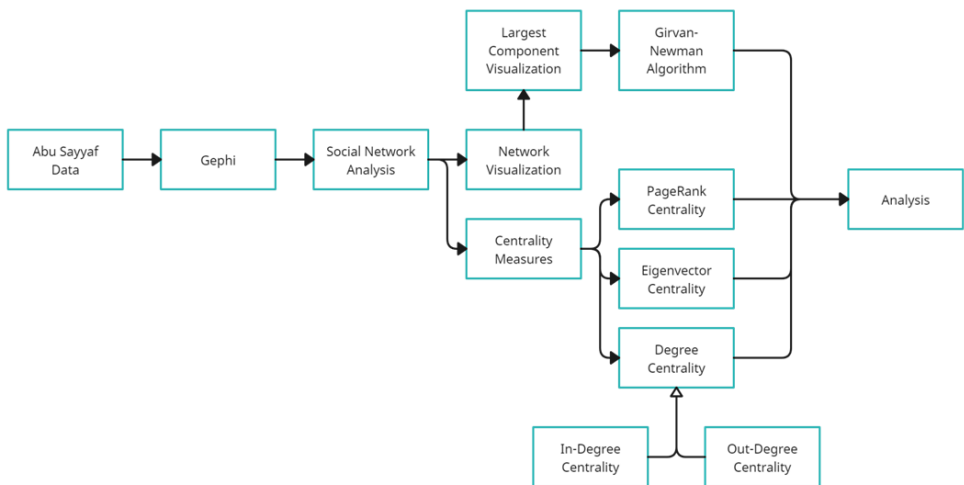 Largest
Component
Visualization
Girvan-
Newman
Algorithm
Abu Sayyaf
Data
Gephi
Social Network
Analysis
Network
Visualization
PageRank
Centrality
Analysis
Centrality
Measures
Eigenvector
Centrality
Degree
Centrality
In-Degree
Centrality
Out-Degree
Centrality